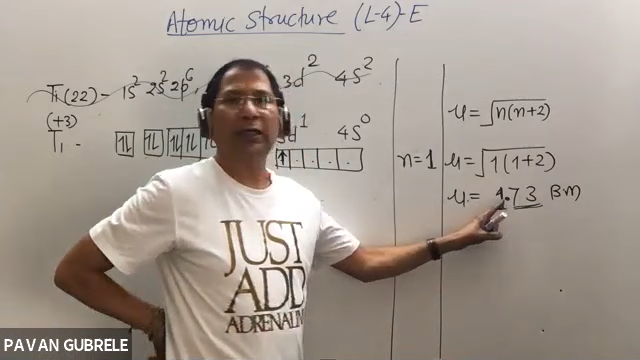 Atomic Structure (L-4)-E
Ti (22) - 1s² 2s² 2p⁶, 3d² 4s²
(+3)
Ti - 3d¹ 4s⁰
μ = √n(n+2)
n=1 μ = √1(1+2)
μ = 1.73 BM
JUST
ADD
ADRENALIN
PAVAN GUBRELE